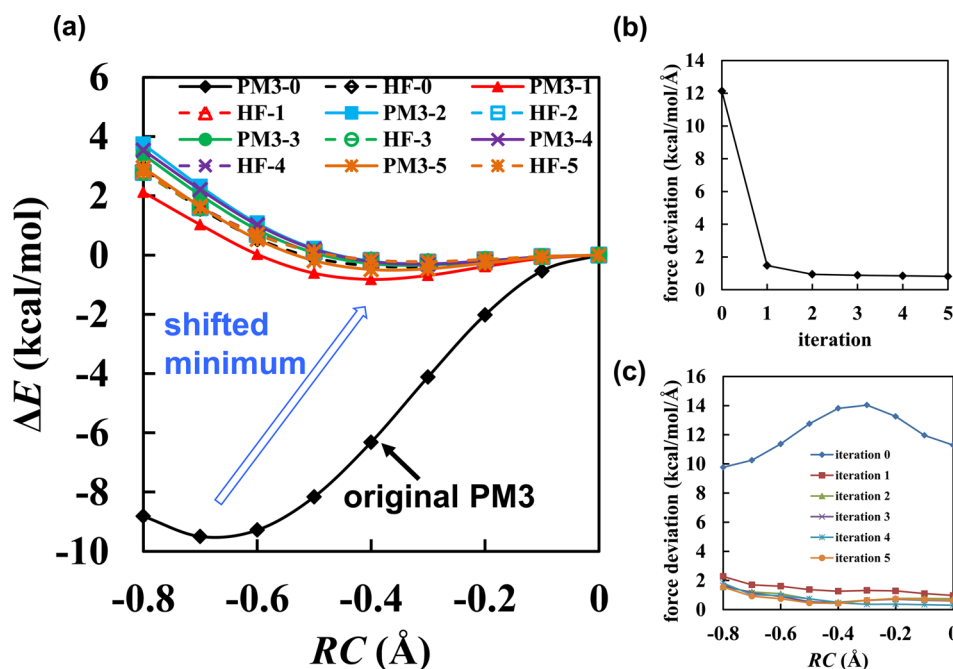 (a)
PM3-0 HF-0 PM3-1
HF-1 PM3-2 HF-2
PM3-3 HF-3 PM3-4
HF-4 PM3-5 HF-5
6
4
2
0
-2
-4
-6
-8
-10
ΔE (kcal/mol)
shifted
minimum
original PM3
-0.8 -0.6 -0.4 -0.2 0
RC (Å)
(b)
14
12
10
8
6
4
2
0
force deviation (kcal/mol/Å)
0 1 2 3 4 5
iteration
(c)
16
14
12
10
8
6
4
2
0
force deviation (kcal/mol/Å)
iteration 0
iteration 1
iteration 2
iteration 3
iteration 4
iteration 5
-0.8 -0.6 -0.4 -0.2 0
RC (Å)